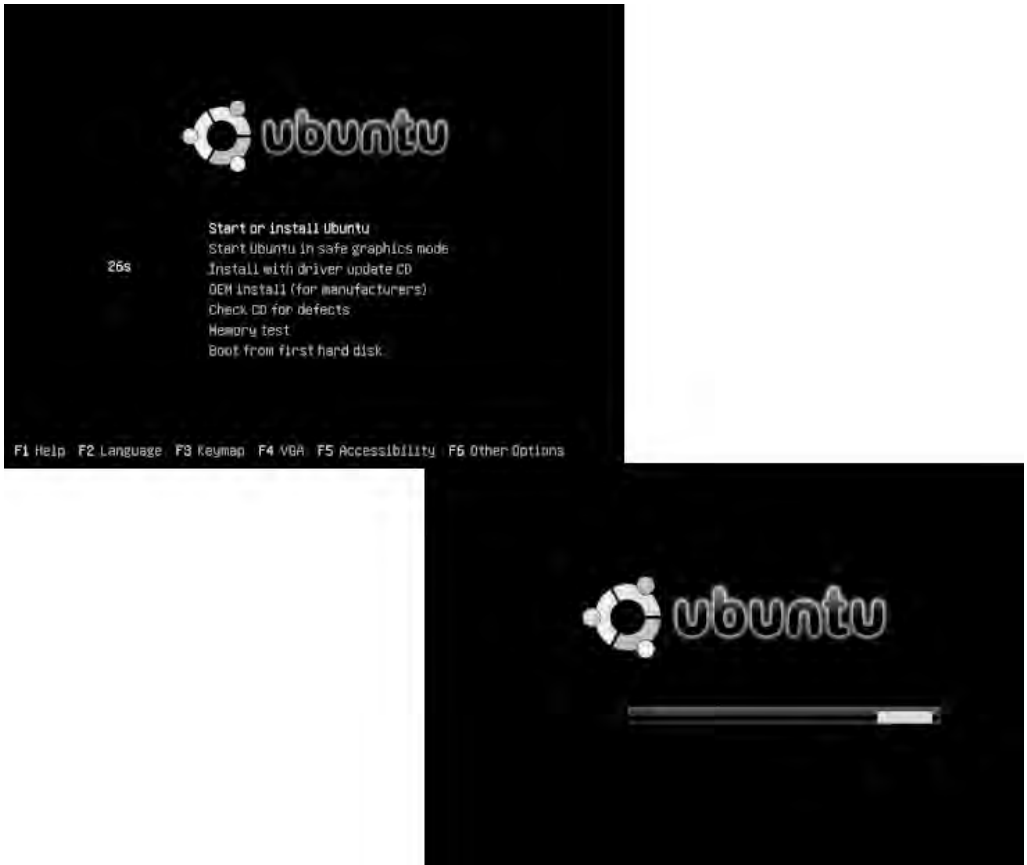 ubuntu
Start or install Ubuntu
Start Ubuntu in safe graphics mode
26s
Install with driver update CD
OEM install (for manufacturers)
Check CD for defects
Memory test
Boot from first hard disk
F1 Help F2 Language F3 Keymap F4 VGA F5 Accessibility F6 Other Options
ubuntu